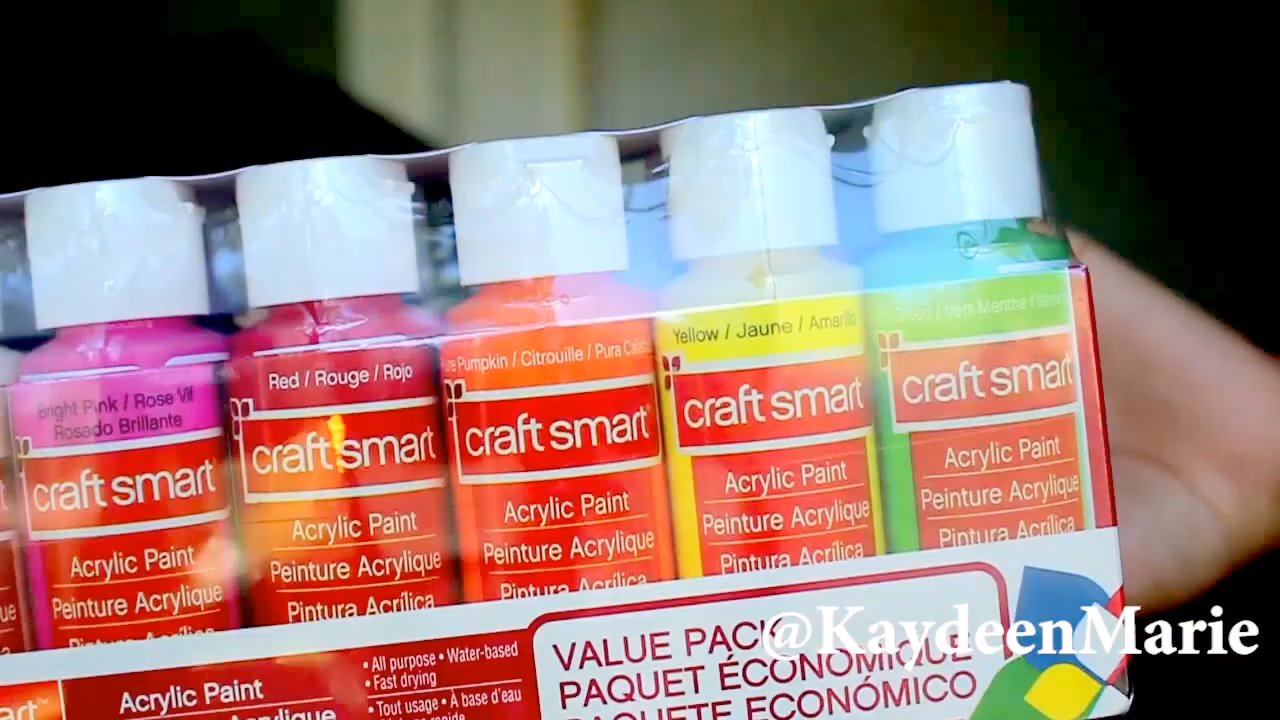 Bright Pink / Rose Vif
Rosado Brillante
craft smart
Acrylic Paint
Peinture Acrylique
Pintura Acrílica
Red / Rouge / Rojo
craft smart
Acrylic Paint
Peinture Acrylique
Pintura Acrílica
Pumpkin / Citrouille / Pura
craft smart
Acrylic Paint
Peinture Acrylique
Pintura Acrílica
Yellow / Jaune / Amarillo
craft smart
Acrylic Paint
Peinture Acrylique
Pintura Acrílica
Vert Menthe /
craft smart
Acrylic Paint
Peinture Acrylique
Pintura Acrílica
Acrylic Paint
Acrylique
• All purpose • Water-based
• Fast drying
• Tout usage • À base d'eau
VALUE PACK
PAQUET ÉCONOMIQUE
PAQUETE ECONÓMICO
@KaydeenMarie